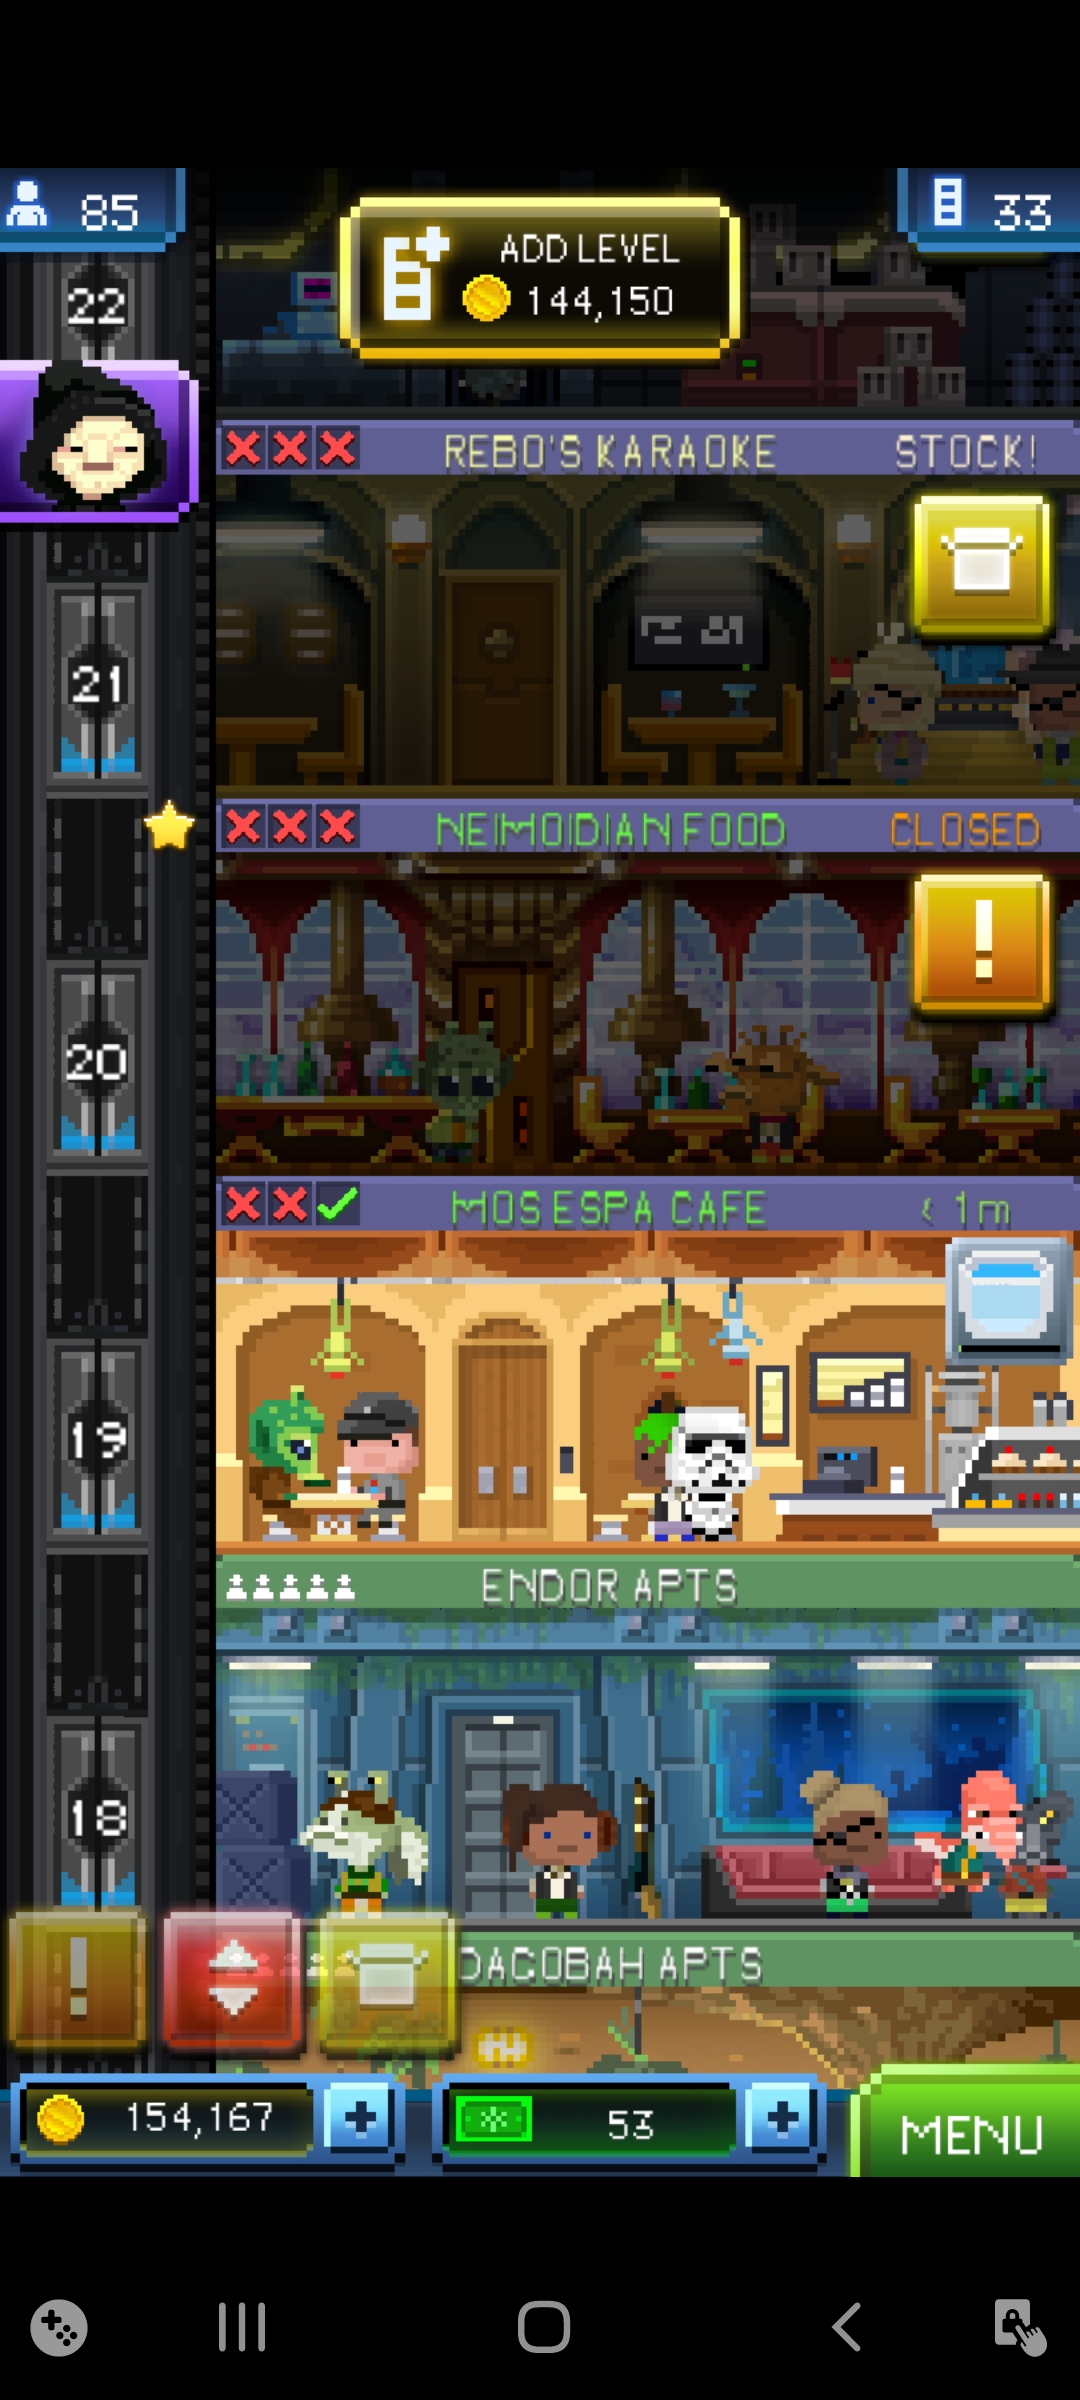 85
ADD LEVEL
144,150
33
22
REBO'S KARAOKE STOCK!
21
NEIMOIDIAN FOOD CLOSED
20
MOS ESPA CAFE < 1m
19
ENDOR APTS
18
DAGOBAH APTS
154,167
53
MENU